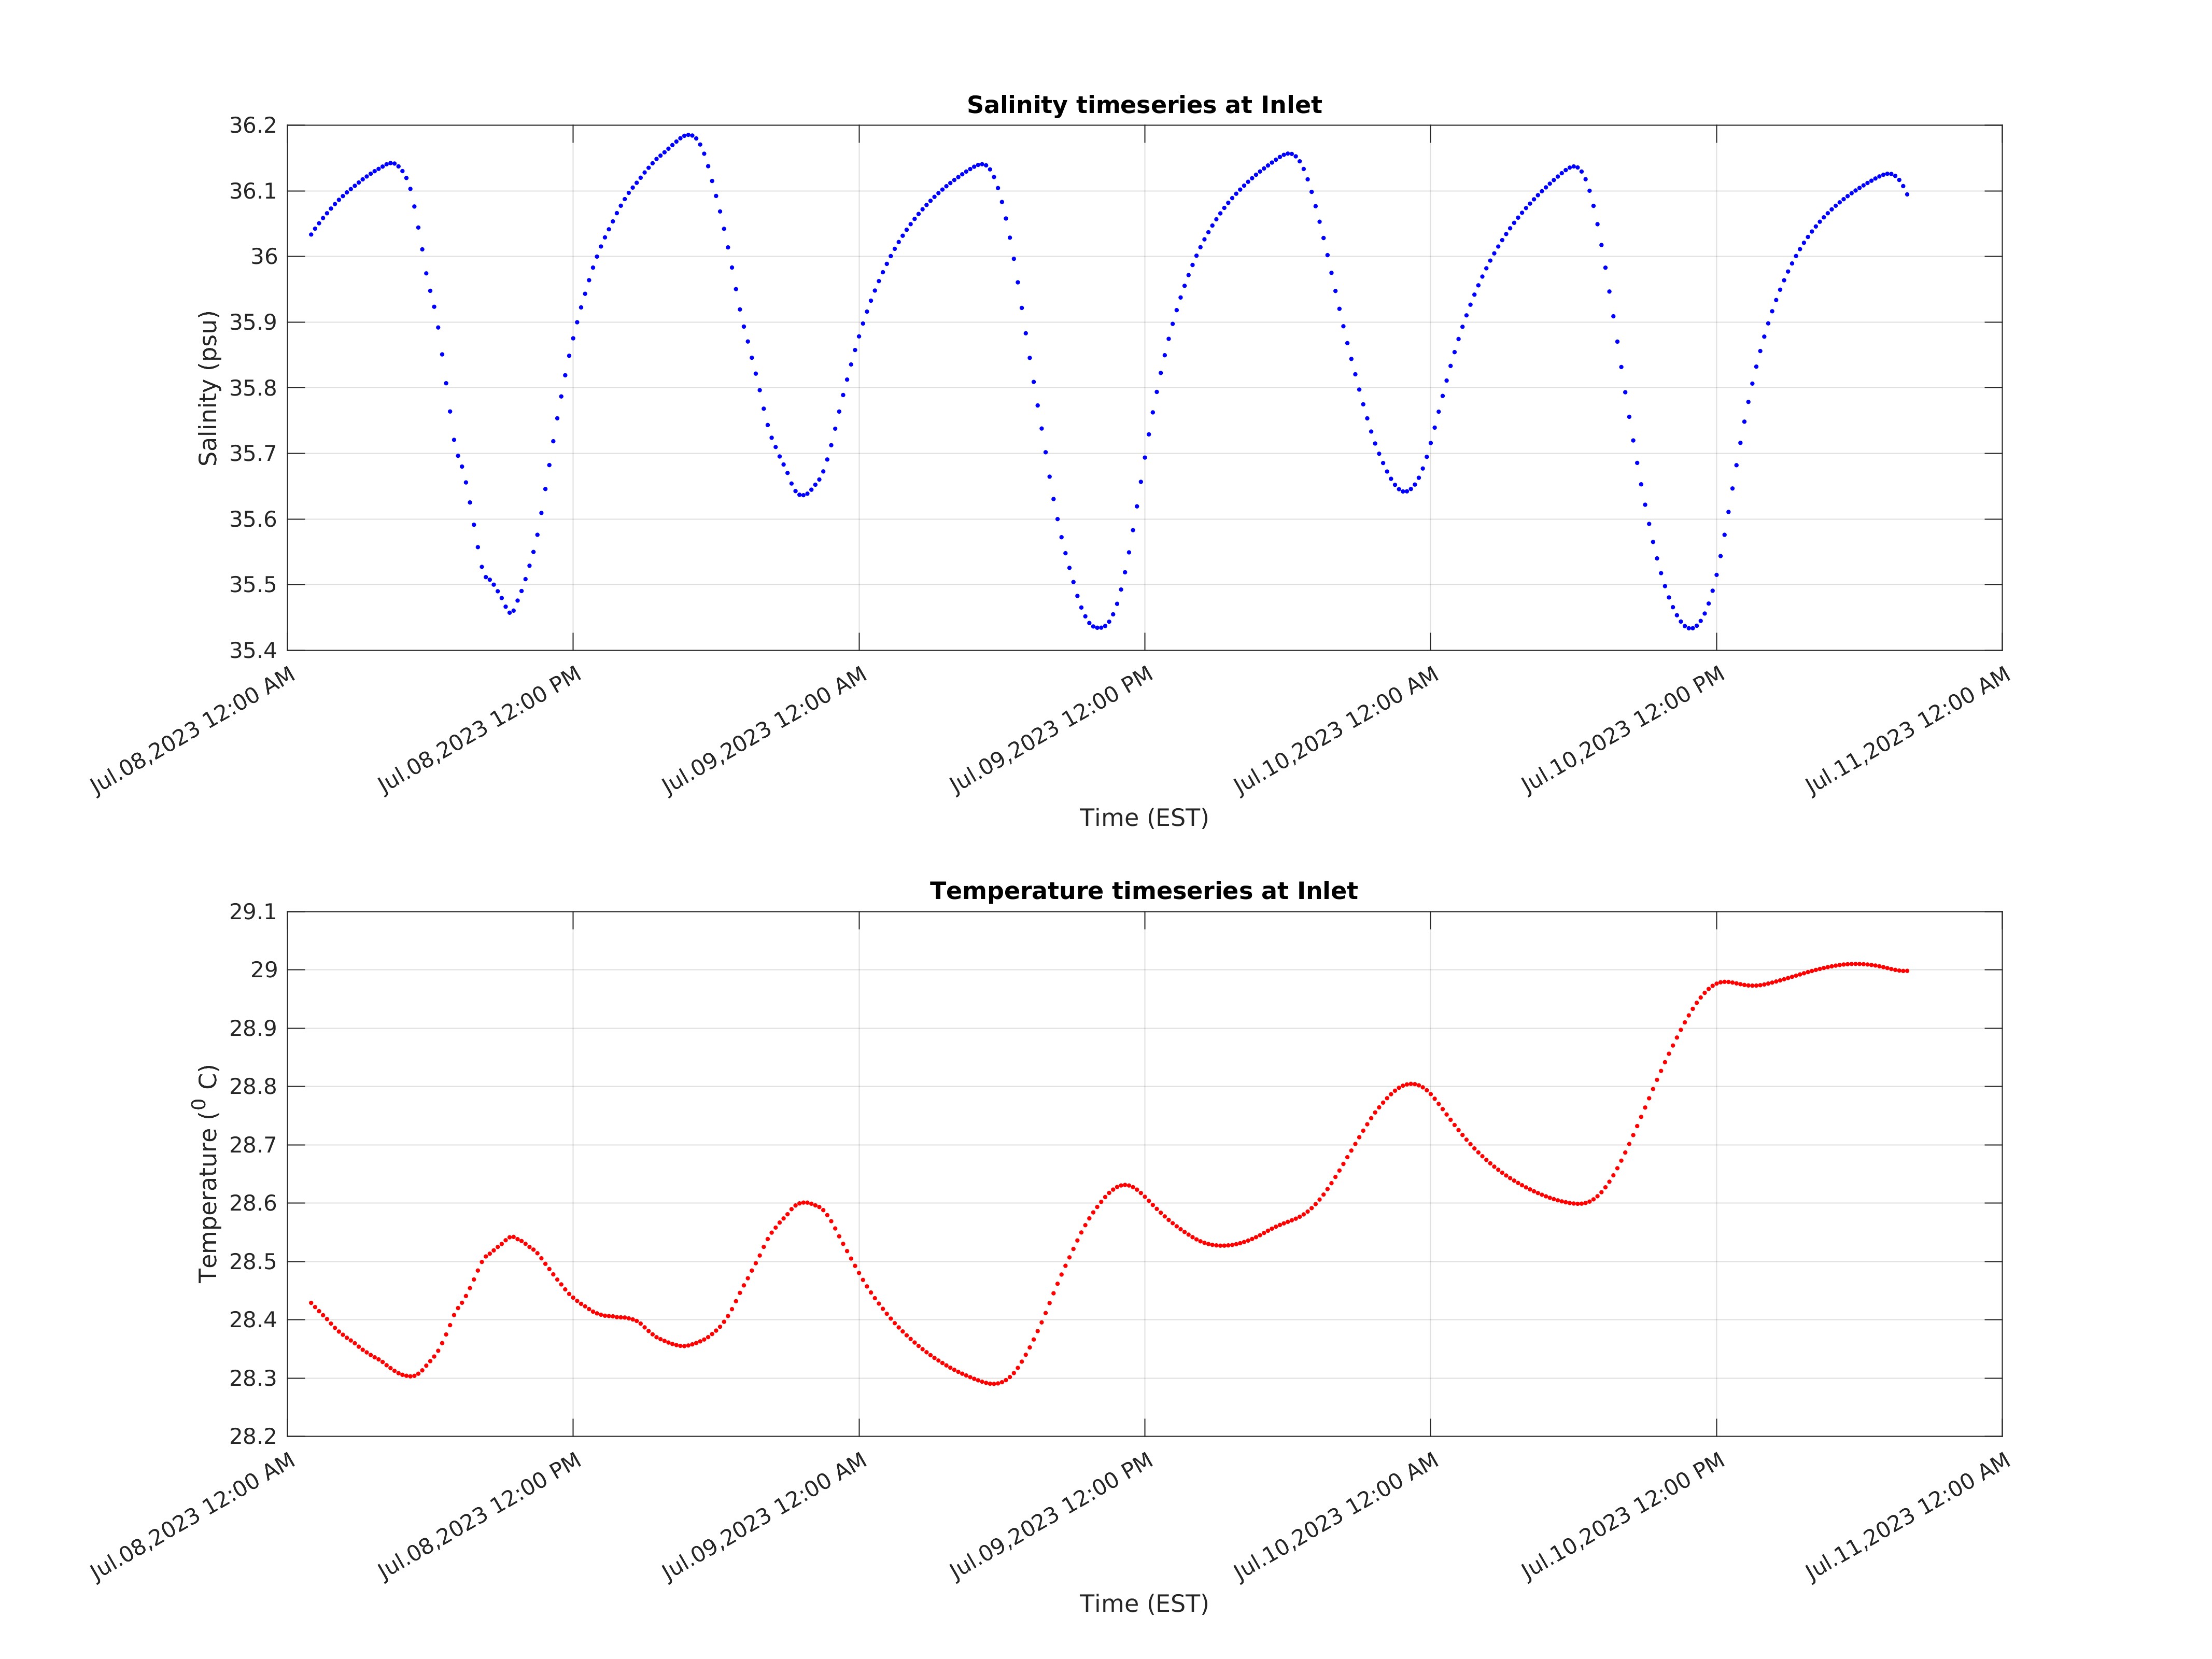 Salinity timeseries at Inlet
36.2
36.1
36
35.9
35.8
35.7
35.6
35.5
35.4
Salinity (psu)
Jul.08,2023 12:00 AM
Jul.08,2023 12:00 PM
Jul.09,2023 12:00 AM
Jul.09,2023 12:00 PM
Jul.10,2023 12:00 AM
Jul.10,2023 12:00 PM
Jul.11,2023 12:00 AM
Time (EST)
Temperature timeseries at Inlet
29.1
29
28.9
28.8
28.7
28.6
28.5
28.4
28.3
28.2
Temperature (⁰ C)
Jul.08,2023 12:00 AM
Jul.08,2023 12:00 PM
Jul.09,2023 12:00 AM
Jul.09,2023 12:00 PM
Jul.10,2023 12:00 AM
Jul.10,2023 12:00 PM
Jul.11,2023 12:00 AM
Time (EST)